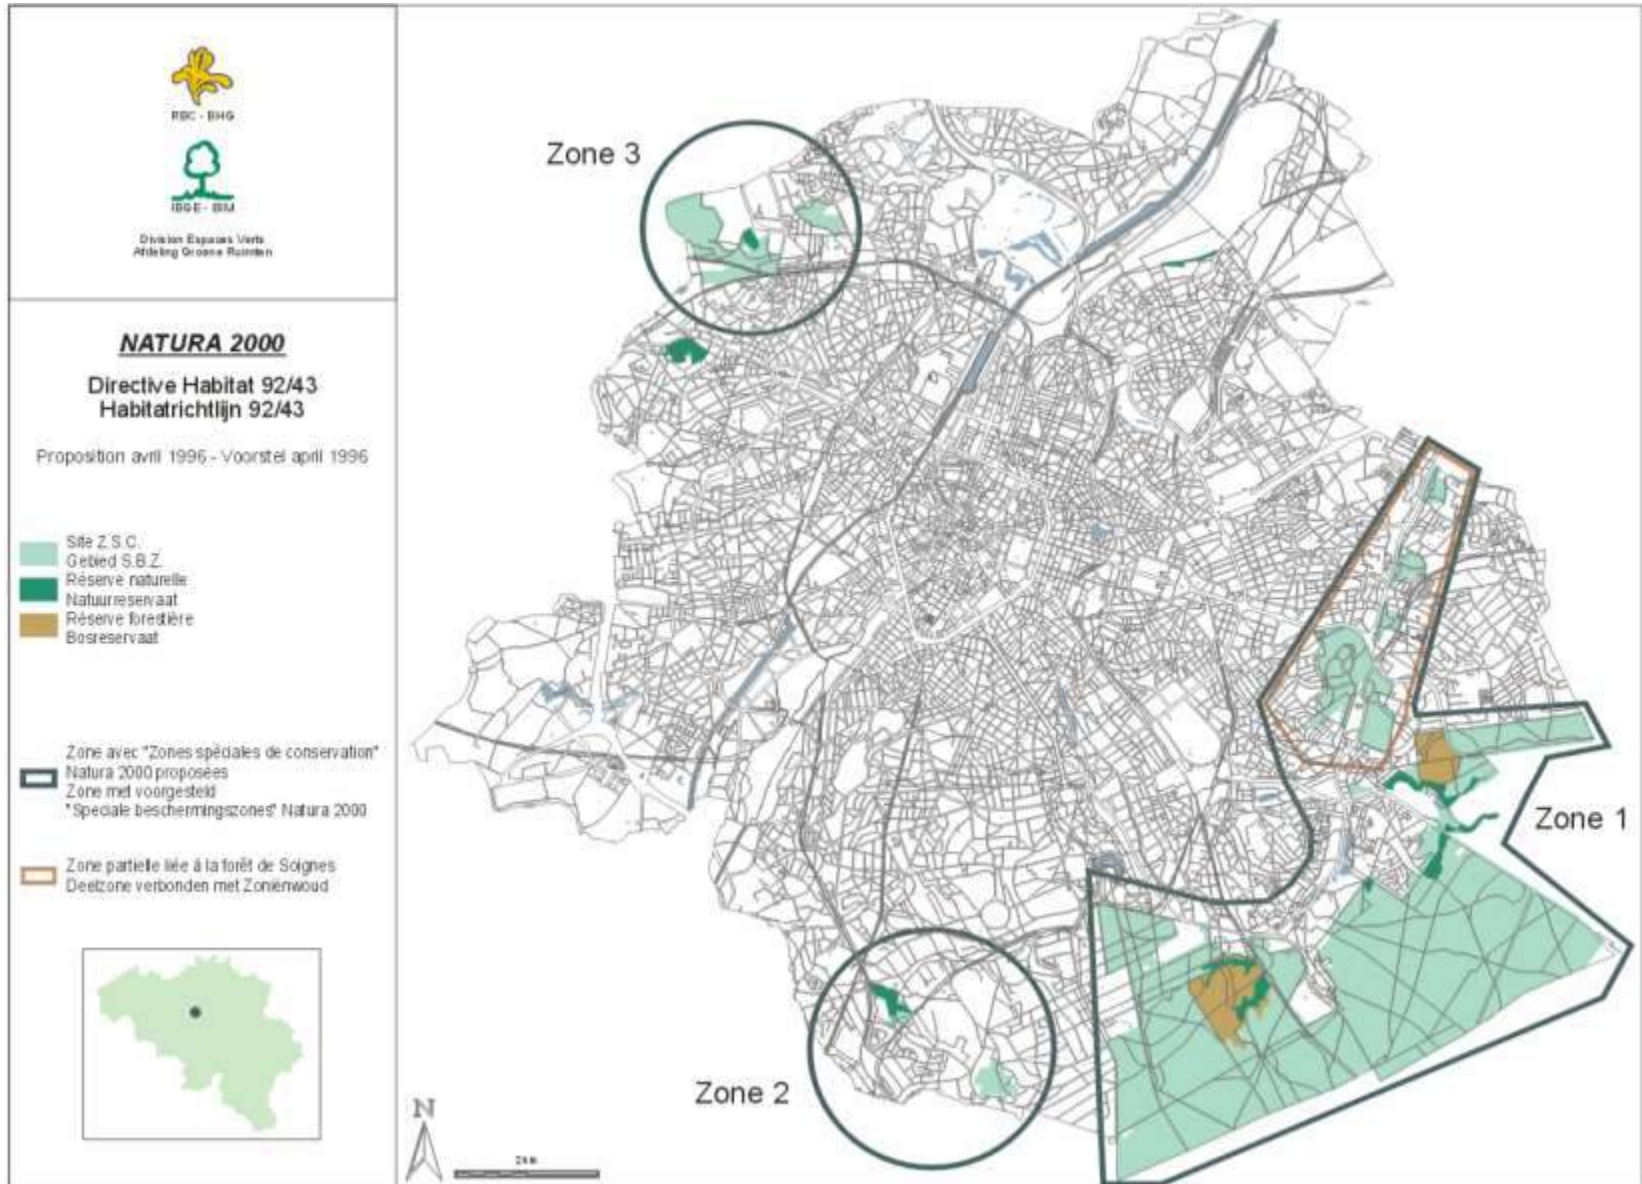 RBC - BHG
IBGE - BIM
Division Espaces Verts
Afdeling Groene Ruimten
NATURA 2000
Directive Habitat 92/43
Habitatrichtlijn 92/43
Proposition avril 1996 - Voorstel april 1996
Site Z.S.C.
Gebied S.B.Z.
Réserve naturelle
Natuurreservaat
Réserve forestière
Bosreservaat
Zone avec "Zones spéciales de conservation"
Natura 2000 proposées
Zone met voorgesteld
"Speciale beschermingszones" Natura 2000
Zone partielle liée à la forêt de Soignes
Deelzone verbonden met Zoniënwoud
Zone 3
Zone 1
Zone 2
N
2 km